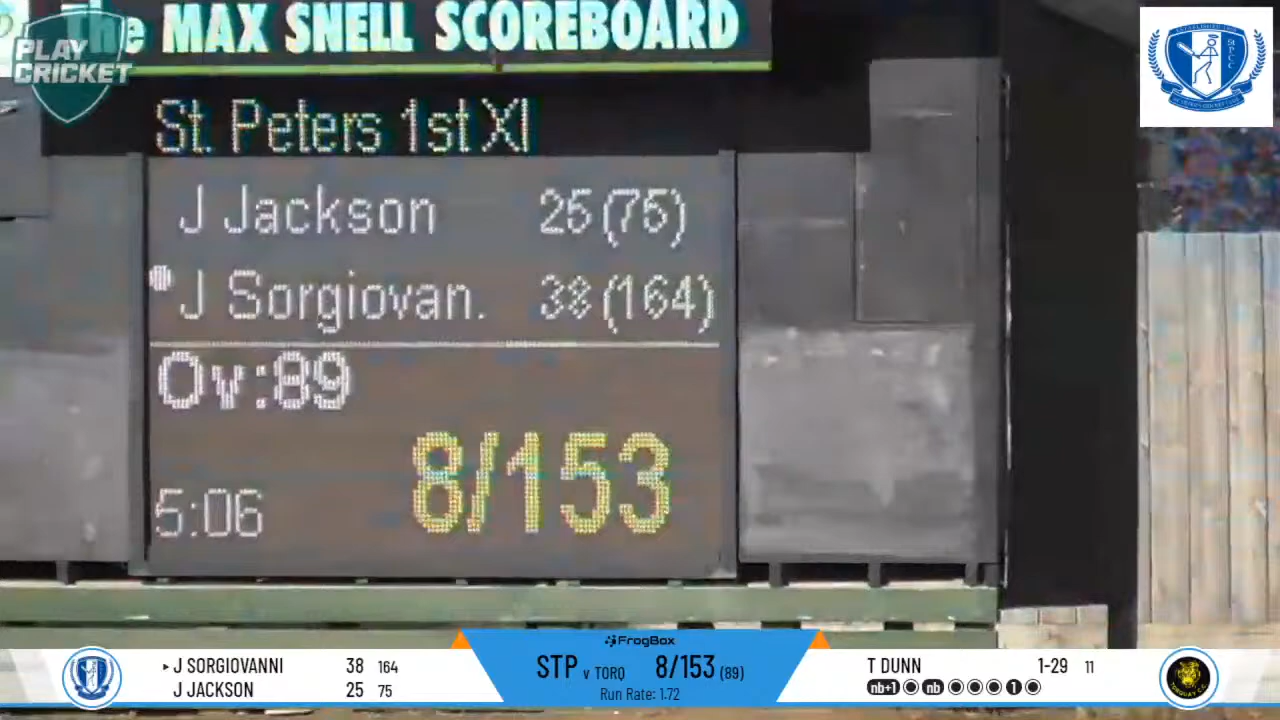 The MAX SNELL SCOREBOARD
PLAY
CRICKET
St. Peters 1st XI
J Jackson 25(75)
J Sorgiovan. 38(164)
Ov:89
8/153
5:06
FrogBox
J SORGIOVANNI 38 164
J JACKSON 25 75
STP v TORQ 8/153 (89)
Run Rate: 1.72
T DUNN 1-29 11
nb+1 nb 1